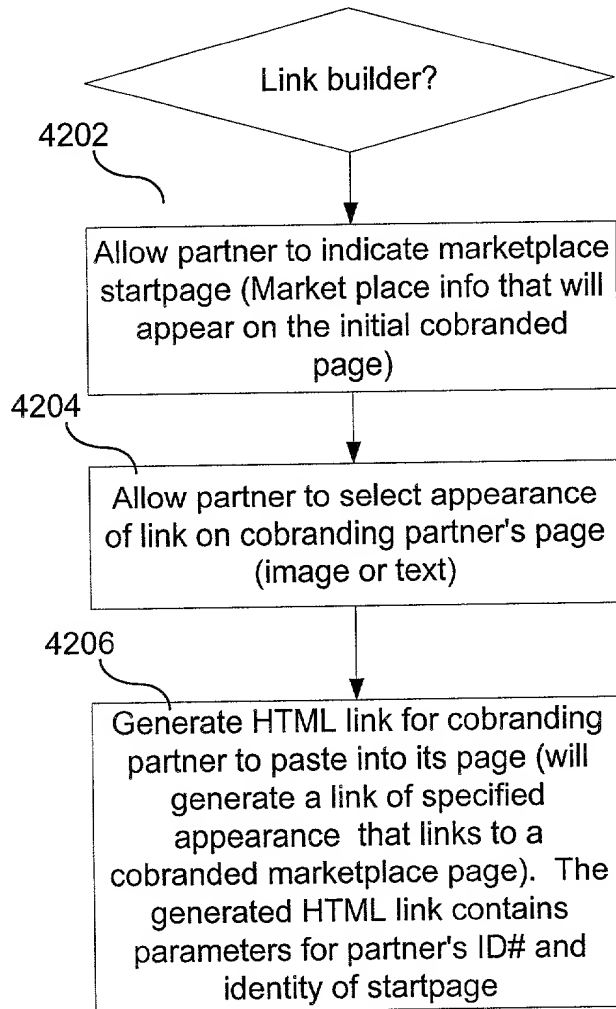 Link builder?
4202
Allow partner to indicate marketplace
startpage (Market place info that will
appear on the initial cobranded
page)
4204
Allow partner to select appearance
of link on cobranding partner's page
(image or text)
4206
Generate HTML link for cobranding
partner to paste into its page (will
generate a link of specified
appearance that links to a
cobranded marketplace page). The
generated HTML link contains
parameters for partner's ID# and
identity of startpage